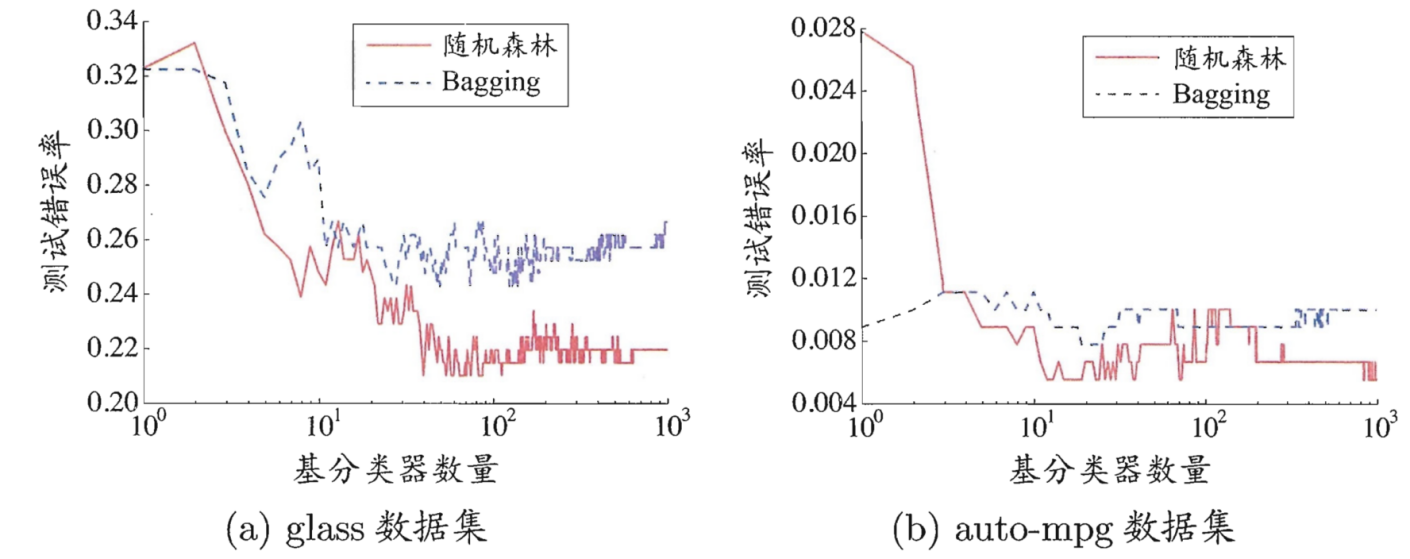 0.34
0.32
0.30
0.28
0.26
0.24
0.22
0.20
测试错误率
随机森林
Bagging
10^0
10^1
10^2
10^3
基分类器数量
(a) glass 数据集
0.028
0.024
0.020
0.016
0.012
0.008
0.004
测试错误率
随机森林
Bagging
10^0
10^1
10^2
10^3
基分类器数量
(b) auto-mpg 数据集